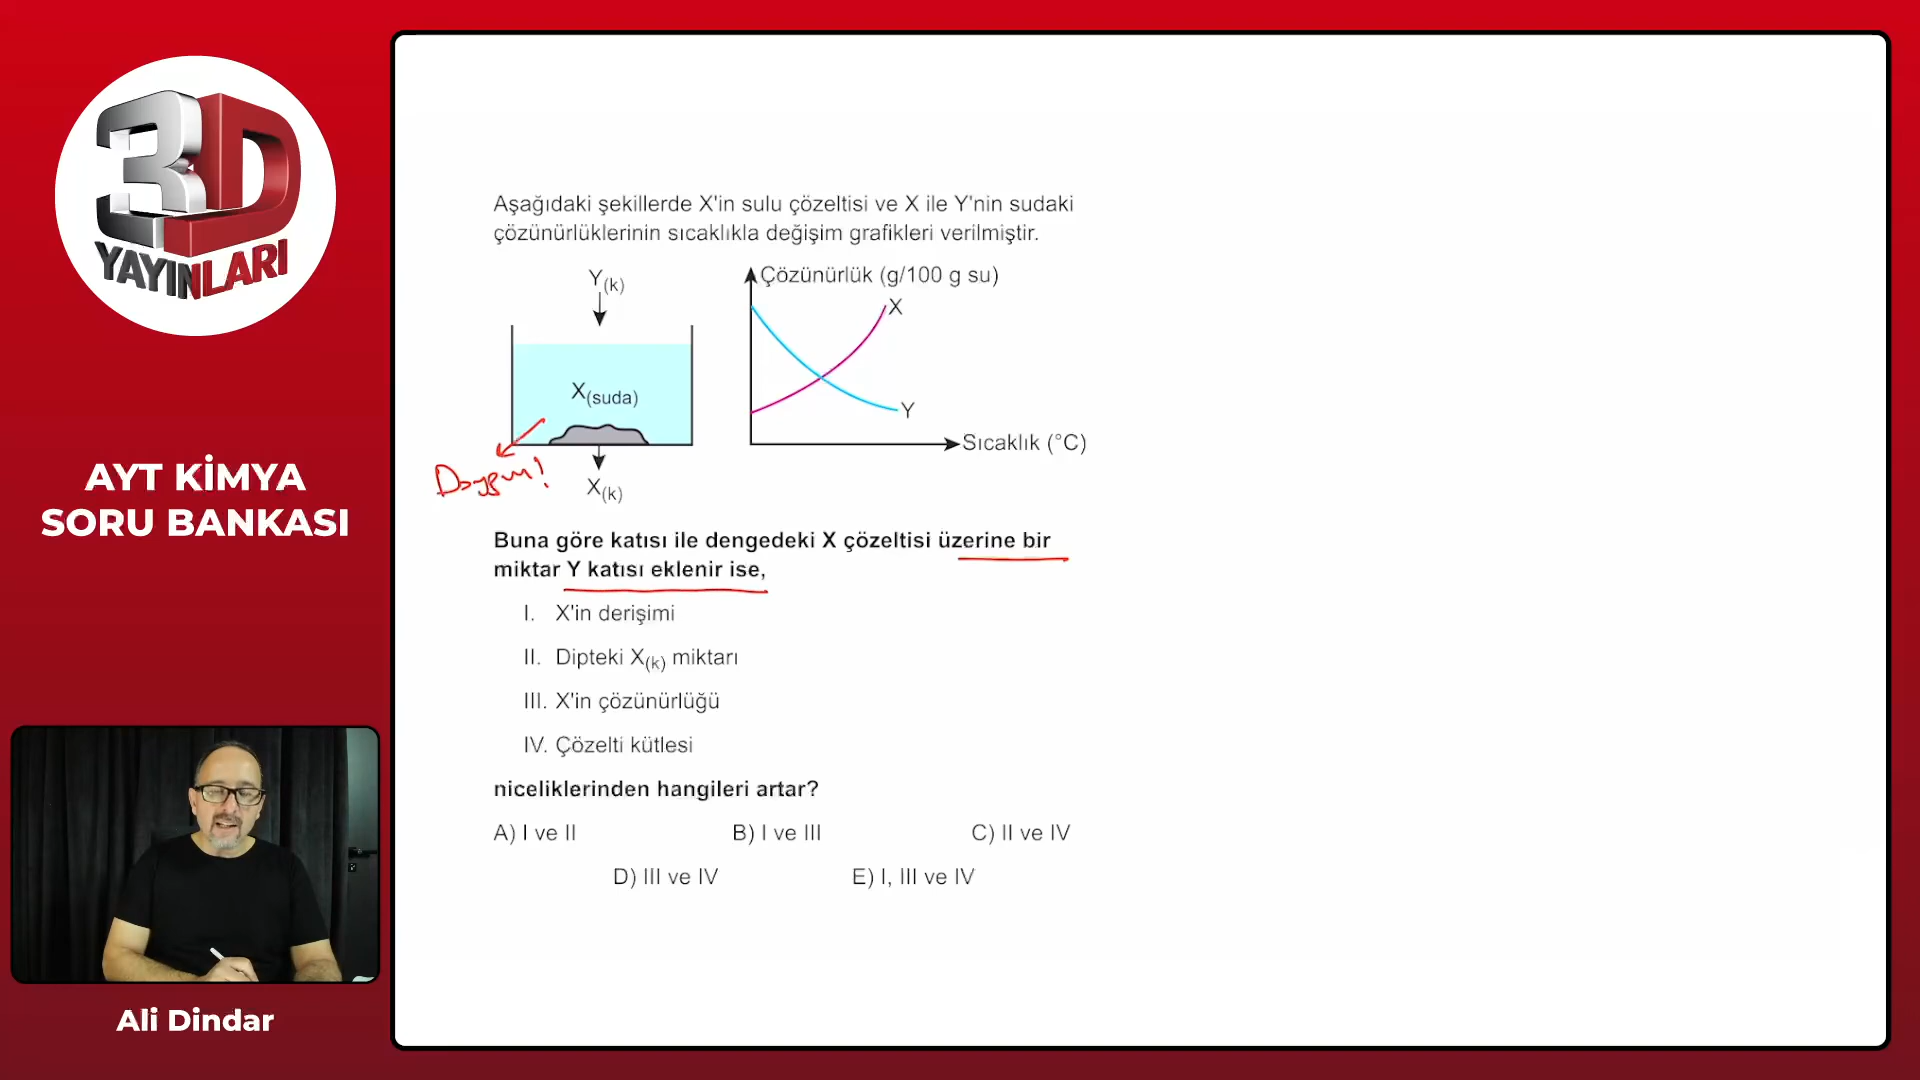 3D
YAYINLARI
AYT KİMYA
SORU BANKASI
Ali Dindar
Aşağıdaki şekillerde X'in sulu çözeltisi ve X ile Y'nin sudaki
çözünürlüklerinin sıcaklıkla değişim grafikleri verilmiştir.
Y(k)
X(suda)
X(k)
Doygun!
Çözünürlük (g/100 g su)
X
Y
Sıcaklık (°C)
Buna göre katısı ile dengedeki X çözeltisi üzerine bir
miktar Y katısı eklenir ise,
I. X'in derişimi
II. Dipteki X(k) miktarı
III. X'in çözünürlüğü
IV. Çözelti kütlesi
niceliklerinden hangileri artar?
A) I ve II B) I ve III C) II ve IV
D) III ve IV E) I, III ve IV